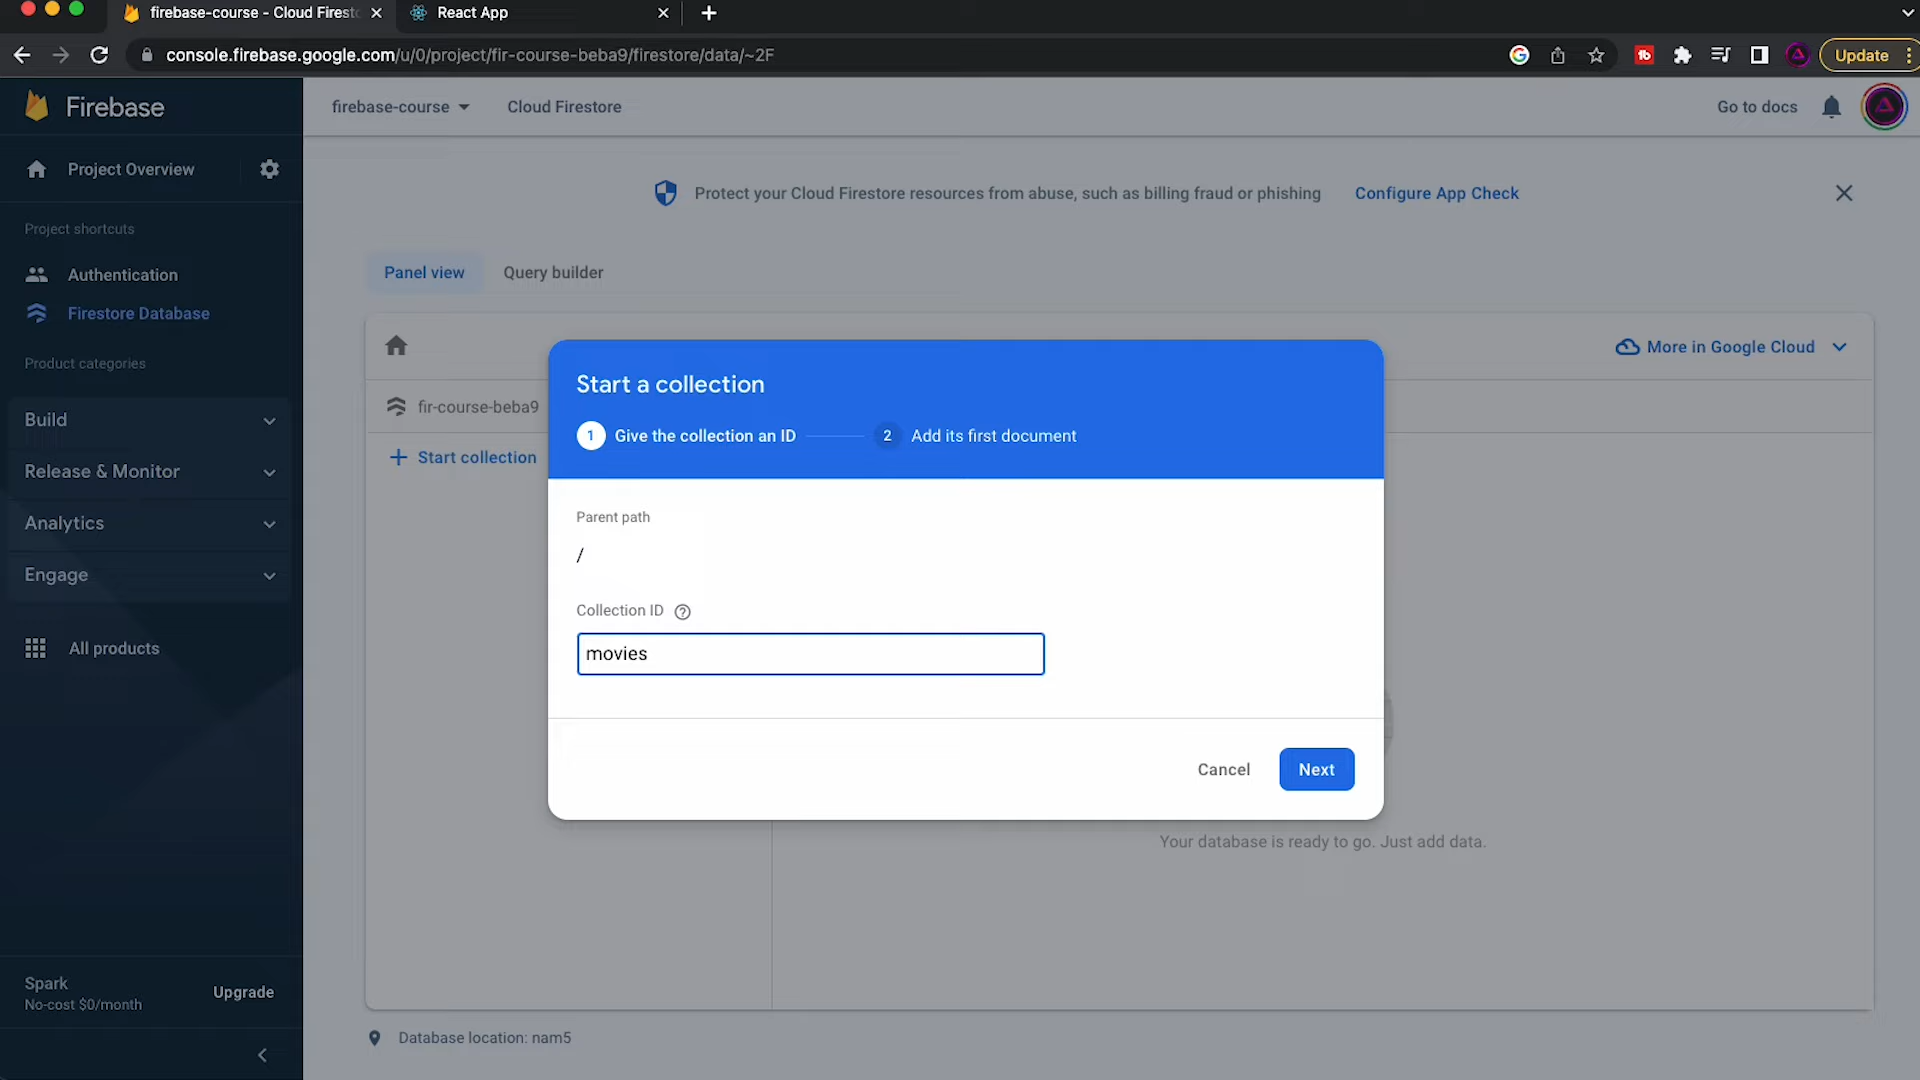 firebase-course - Cloud Firest
React App
console.firebase.google.com/u/0/project/fir-course-beba9/firestore/data/~2F
Update
Firebase
firebase-course
Cloud Firestore
Go to docs
Project Overview
Protect your Cloud Firestore resources from abuse, such as billing fraud or phishing
Configure App Check
Project shortcuts
Authentication
Panel view
Query builder
Firestore Database
Product categories
More in Google Cloud
Start a collection
Build
fir-course-beba9
1 Give the collection an ID
2 Add its first document
Start collection
Release & Monitor
Parent path
/
Analytics
Engage
Collection ID
movies
All products
Cancel
Next
Your database is ready to go. Just add data.
Spark
No-cost $0/month
Upgrade
Database location: nam5